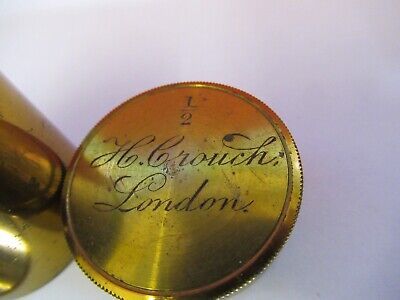 1/2
H. Crouch.
London.